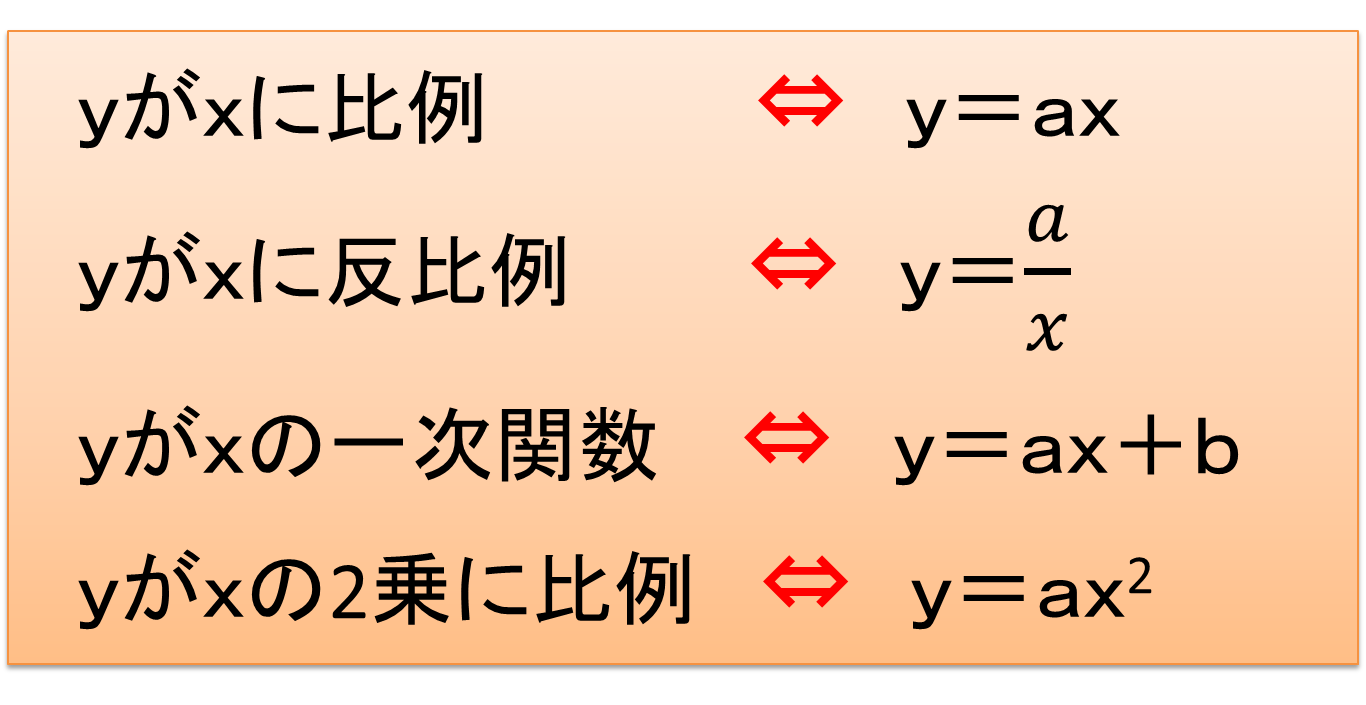 yがxに比例 ⇔ y＝ax
yがxに反比例 ⇔ y＝a/x
yがxの一次関数 ⇔ y＝ax＋b
yがxの2乗に比例 ⇔ y＝ax²